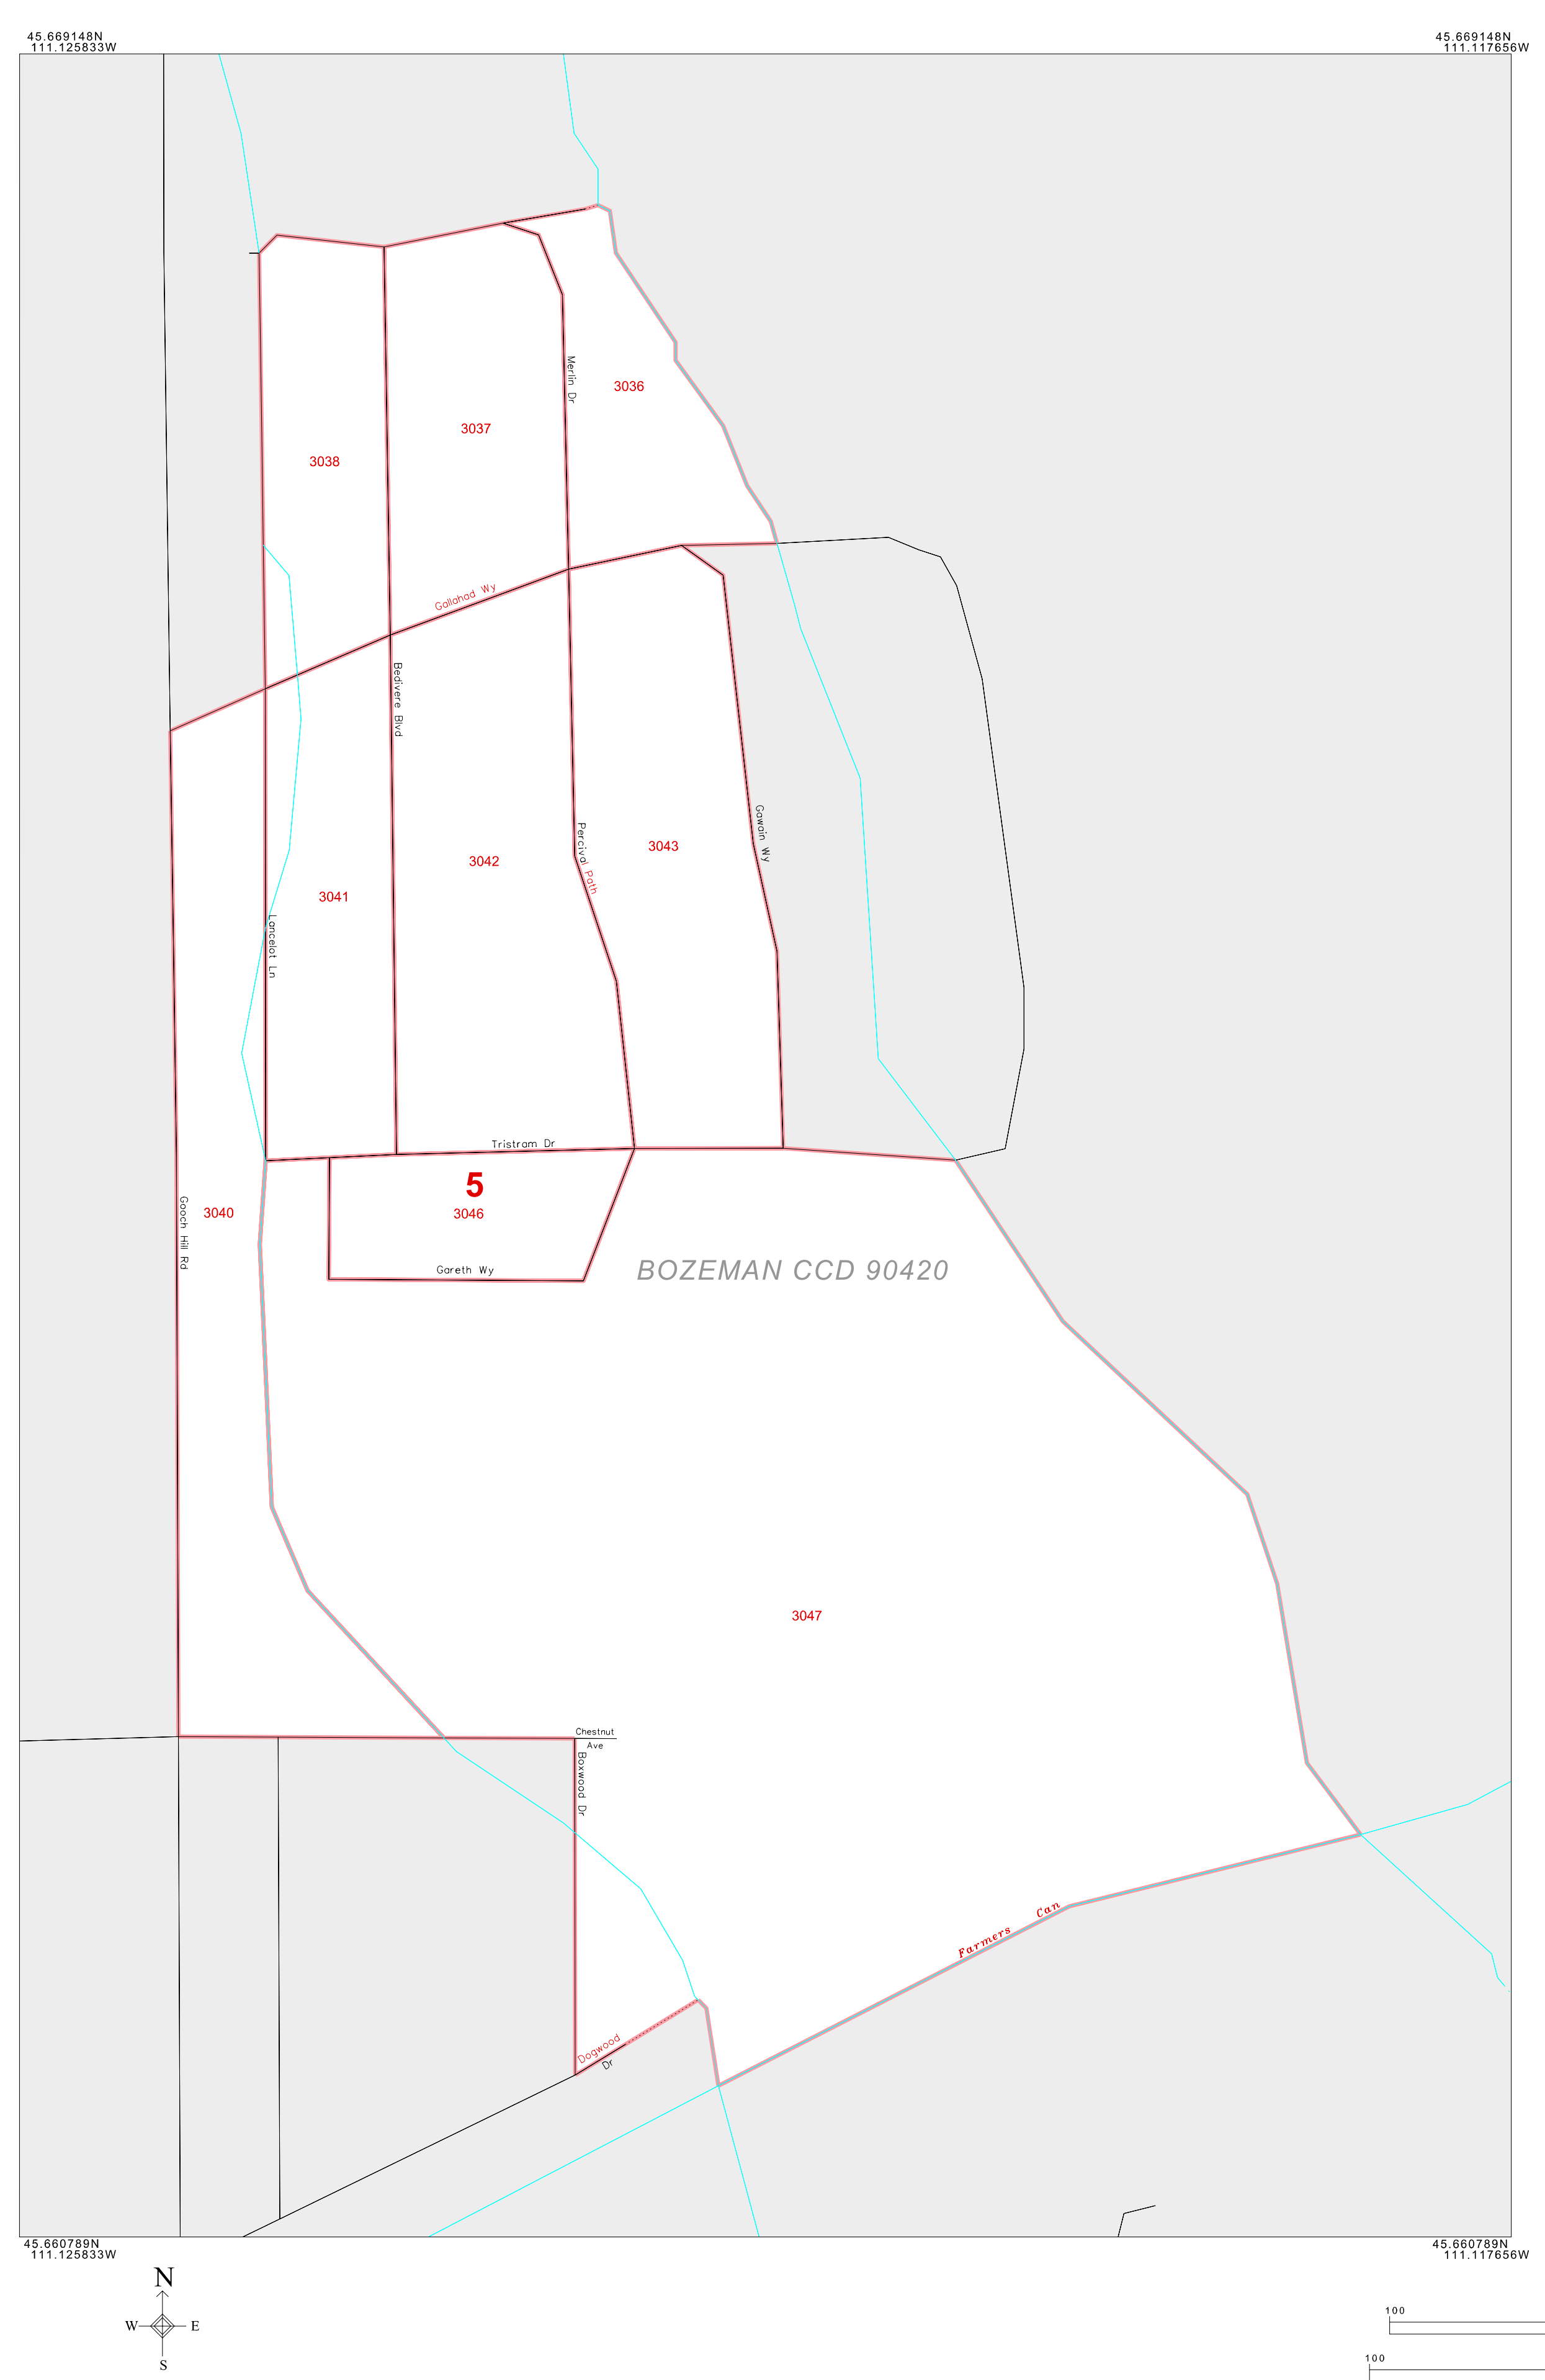 45.669148N
111.125833W
45.669148N
111.117656W
Merlin Dr
3036
3037
3038
Gallahad Wy
Bedivere Blvd
Percival Path
Gawain Wy
3043
3042
3041
Lancelot Ln
Tristram Dr
5
3046
3040
Gooch Hill Rd
Gareth Wy
BOZEMAN CCD 90420
3047
Chestnut
Ave
Boxwood Dr
Farmers Can
Dogwood
Dr
45.660789N
111.125833W
45.660789N
111.117656W
N
W E
S
100
100